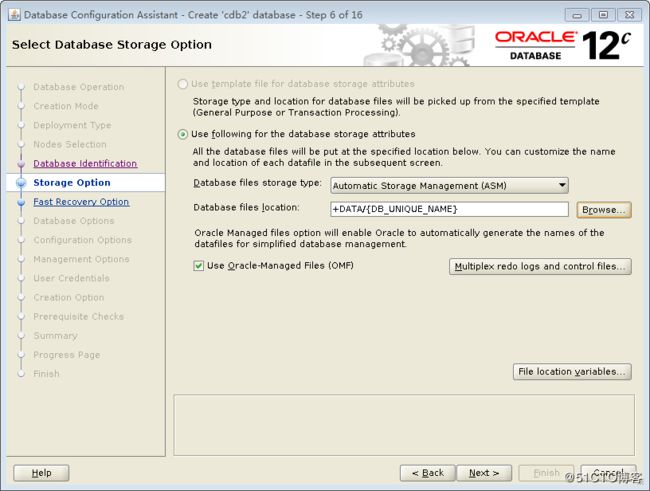 Database Configuration Assistant - Create 'cdb2' database - Step 6 of 16
Select Database Storage Option
ORACLE
DATABASE
12c
Database Operation
Creation Mode
Deployment Type
Nodes Selection
Database Identification
Storage Option
Fast Recovery Option
Database Options
Configuration Options
Management Options
User Credentials
Creation Option
Prerequisite Checks
Summary
Progress Page
Finish
Use template file for database storage attributes
Storage type and location for database files will be picked up from the specified template
(General Purpose or Transaction Processing).
Use following for the database storage attributes
All the database files will be put at the specified location below. You can customize the name
and location of each datafile in the subsequent screen.
Database files storage type: Automatic Storage Management (ASM)
Database files location: +DATA/{DB_UNIQUE_NAME} Browse...
Oracle Managed files option will enable Oracle to automatically generate the names of the
datafiles for simplified database management.
Use Oracle-Managed Files (OMF) Multiplex redo logs and control files...
File location variables...
Help < Back Next > Finish Cancel
@51CTO博客